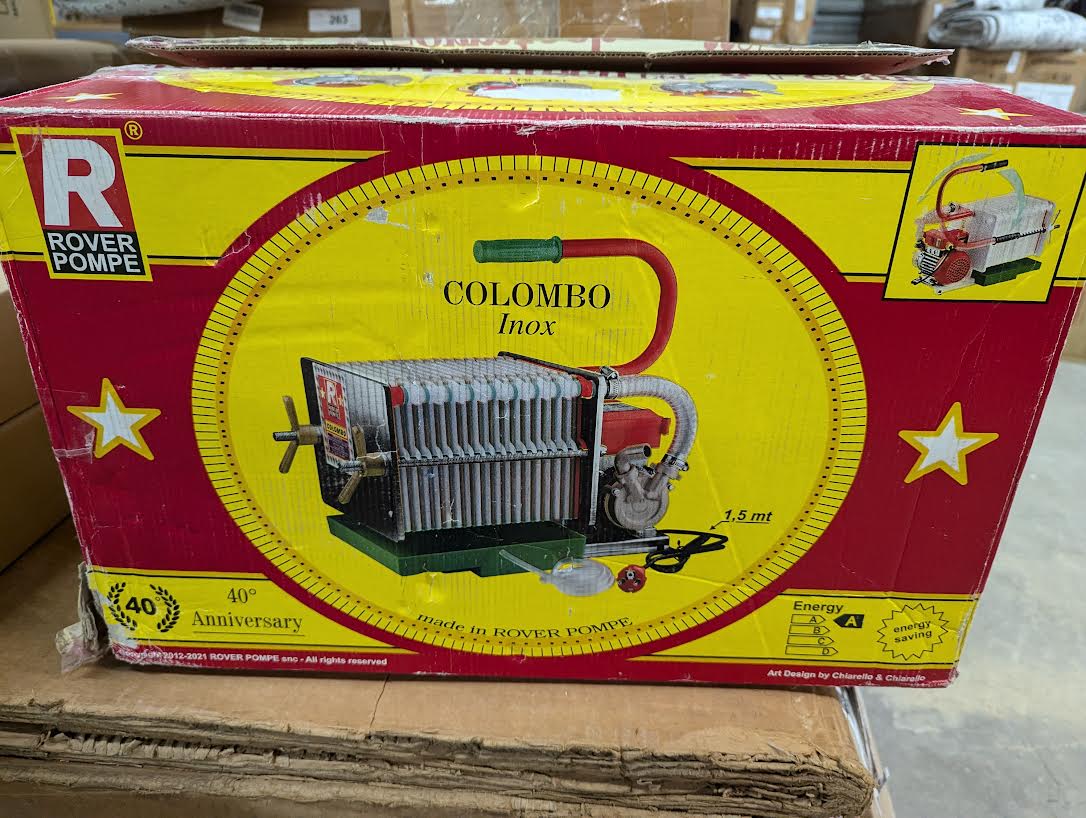 263
R
®
ROVER
POMPE
COLOMBO
Inox
R
COLOMBO
1,5 mt
40°
40°
Anniversary
made in ROVER POMPE
Energy
A
A
B
C
D
energy
saving
2012-2021 ROVER POMPE snc - All rights reserved
Art Design by Chiarello & Chiarello